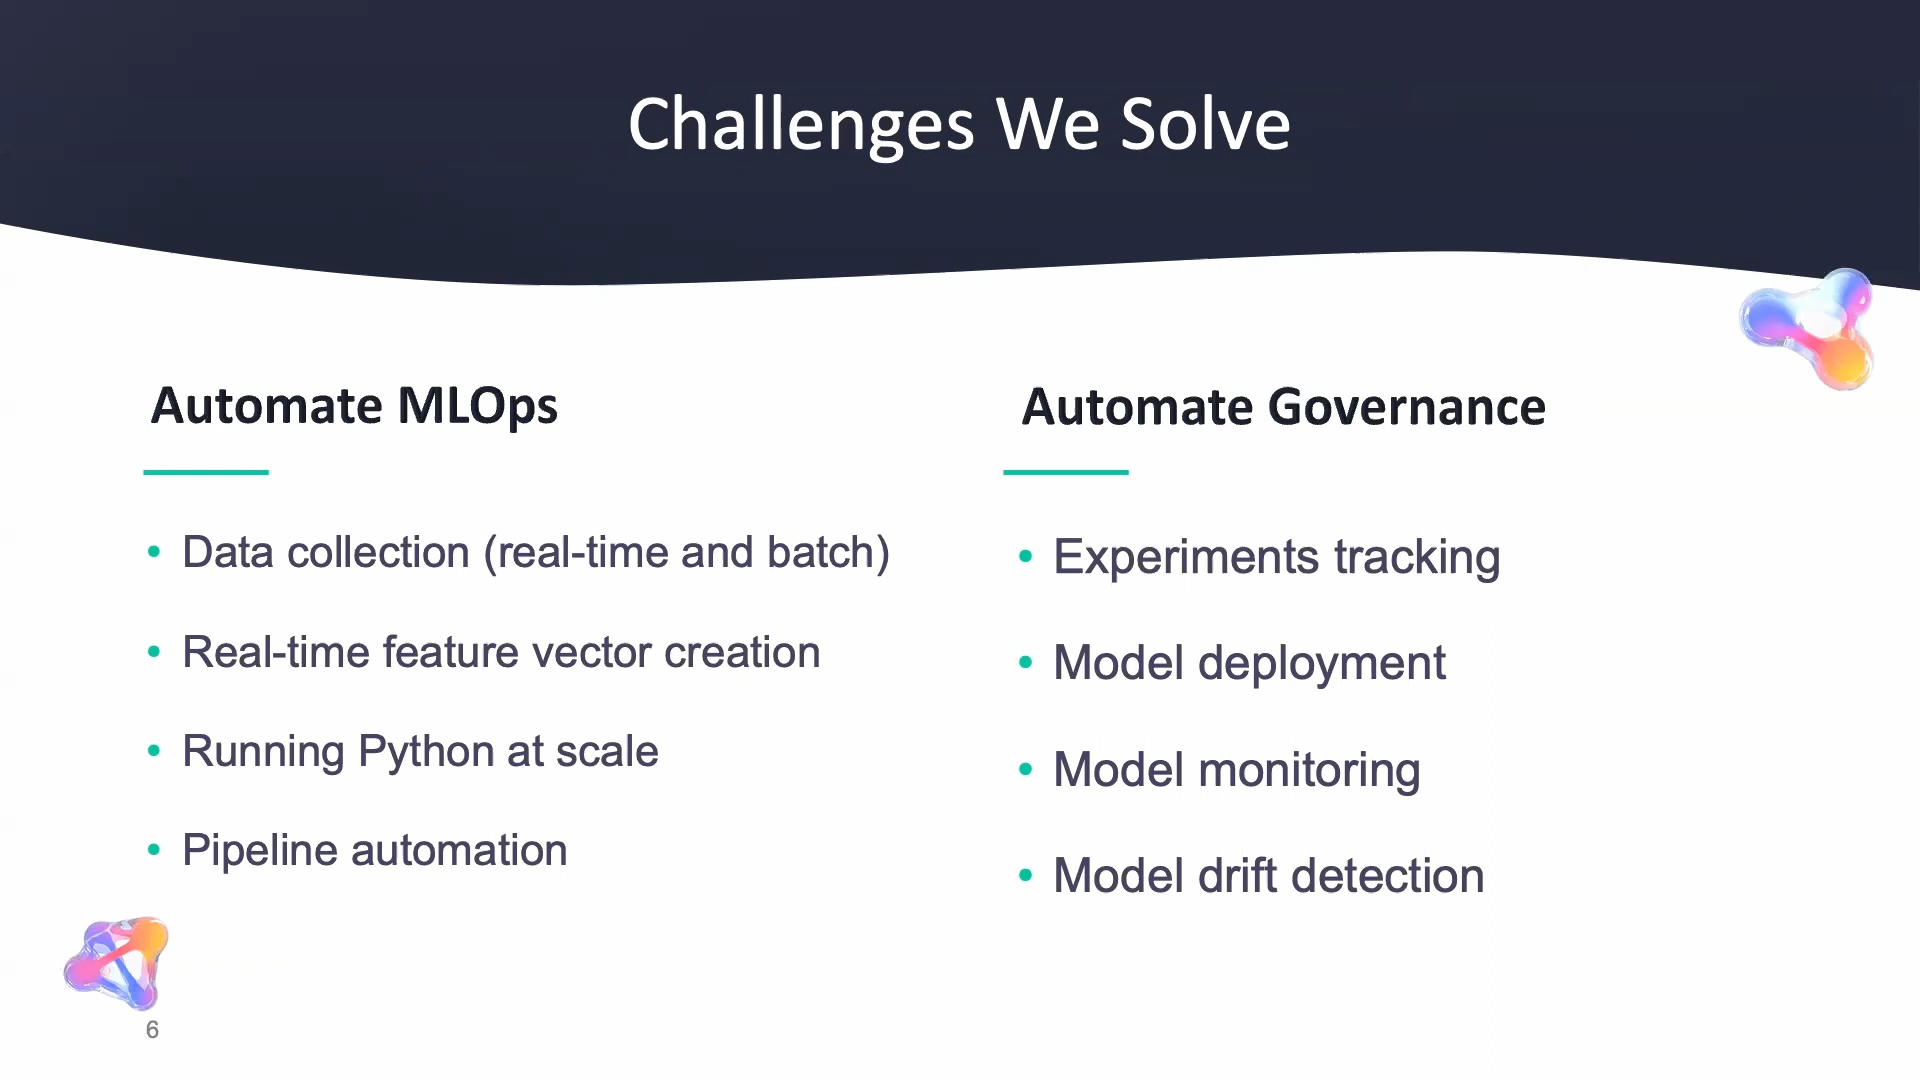 Challenges We Solve
Automate MLOps
• Data collection (real-time and batch)
• Real-time feature vector creation
• Running Python at scale
• Pipeline automation
Automate Governance
• Experiments tracking
• Model deployment
• Model monitoring
• Model drift detection
6